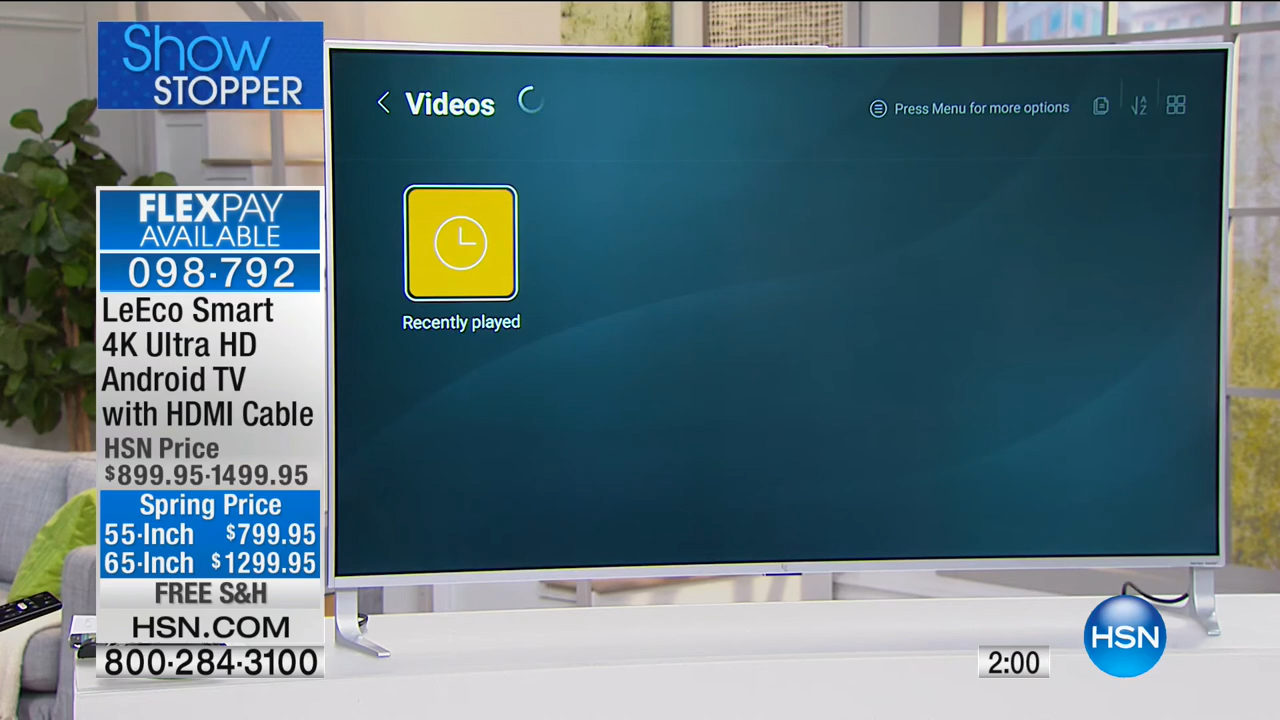 Show
STOPPER
FLEXPAY
AVAILABLE
098·792
LeEco Smart
4K Ultra HD
Android TV
with HDMI Cable
HSN Price
$899.95-1499.95
Spring Price
55-Inch $799.95
65-Inch $1299.95
FREE S&H
HSN.COM
800·284·3100
Videos
Press Menu for more options
Recently played
2:00
HSN